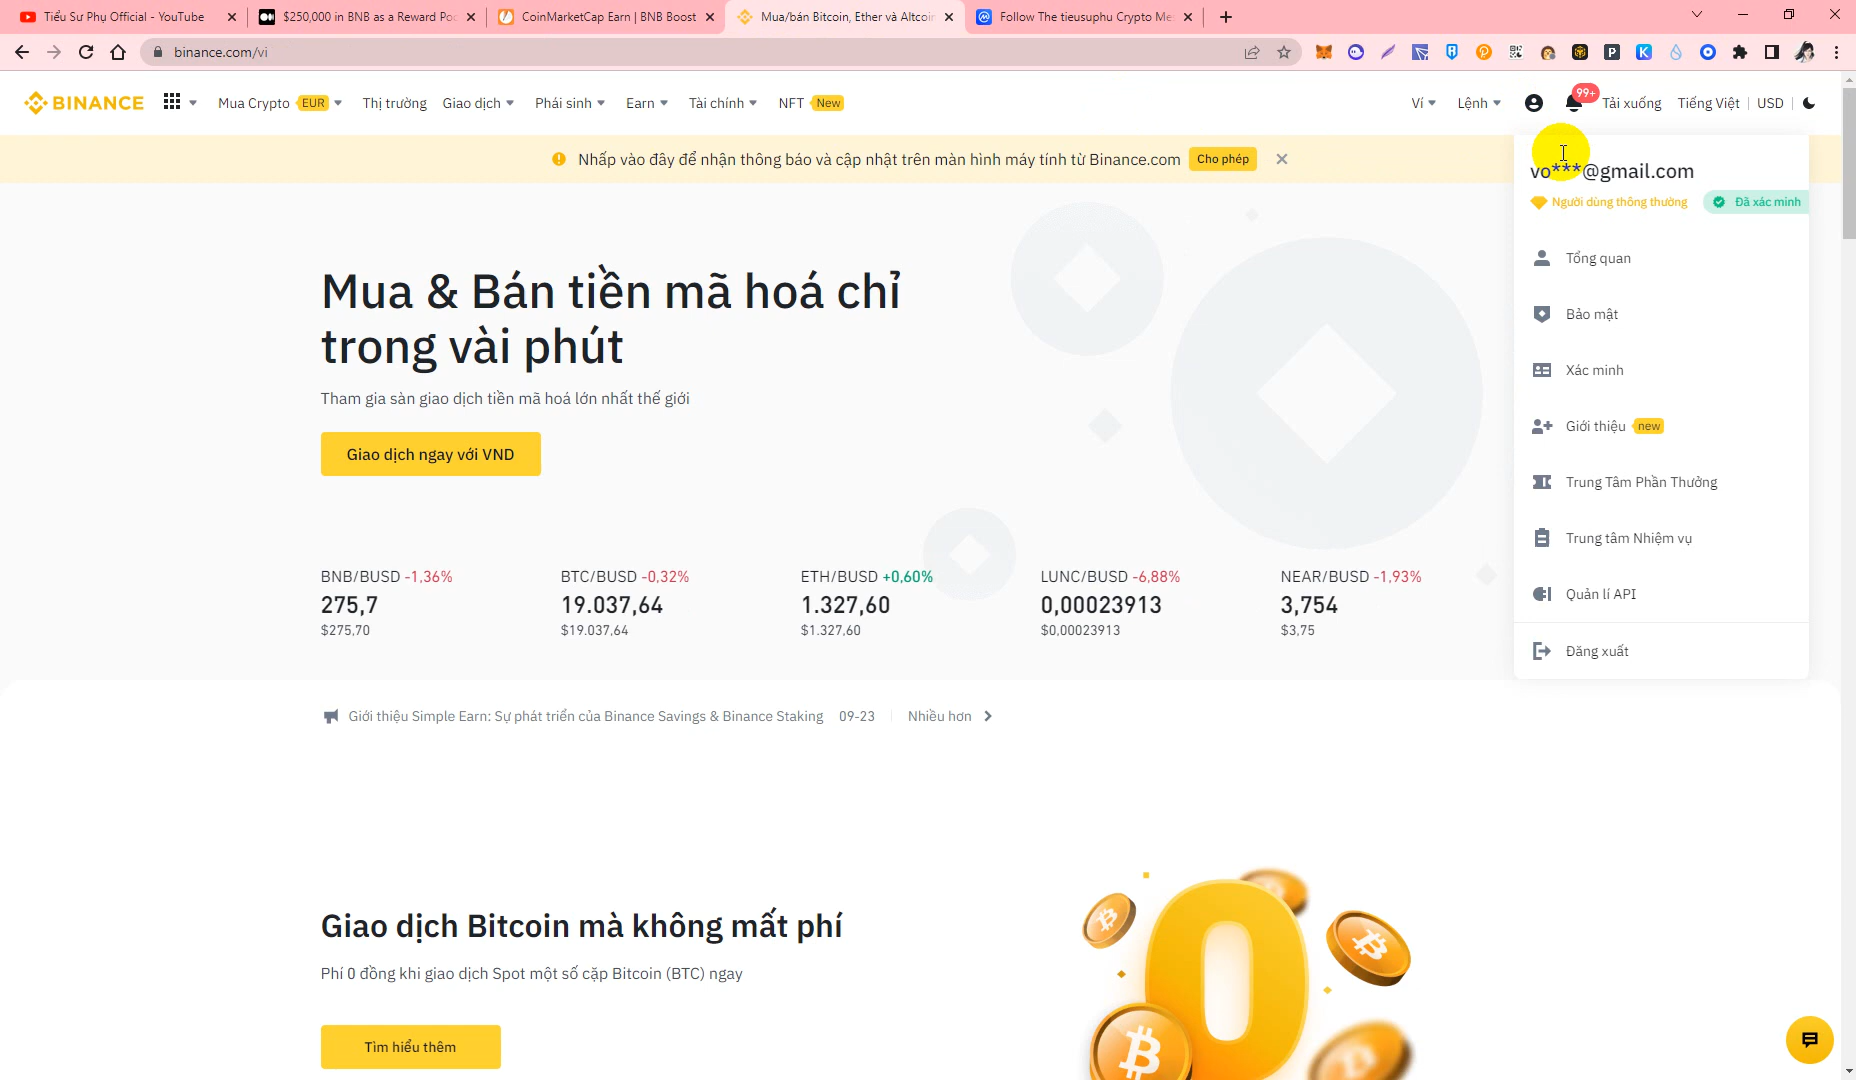 Tiểu Sư Phụ Official - YouTube
$250,000 in BNB as a Reward Poo
CoinMarketCap Earn | BNB Boost
Mua/bán Bitcoin, Ether và Altcoin
Follow The tieusuphu Crypto Me
binance.com/vi
BINANCE
Mua Crypto EUR
Thị trường
Giao dịch
Phái sinh
Earn
Tài chính
NFT New
Ví
Lệnh
99+
Tải xuống
Tiếng Việt
USD
Nhấp vào đây để nhận thông báo và cập nhật trên màn hình máy tính từ Binance.com
Cho phép
vo***@gmail.com
Người dùng thông thường
Đã xác minh
Tổng quan
Bảo mật
Xác minh
Giới thiệu new
Trung Tâm Phần Thưởng
Trung tâm Nhiệm vụ
Quản lí API
Đăng xuất
Mua & Bán tiền mã hoá chỉ
trong vài phút
Tham gia sàn giao dịch tiền mã hoá lớn nhất thế giới
Giao dịch ngay với VND
BNB/BUSD -1,36%
275,7
$275,70
BTC/BUSD -0,32%
19.037,64
$19.037,64
ETH/BUSD +0,60%
1.327,60
$1.327,60
LUNC/BUSD -6,88%
0,00023913
$0,00023913
NEAR/BUSD -1,93%
3,754
$3,75
Giới thiệu Simple Earn: Sự phát triển của Binance Savings & Binance Staking 09-23
Nhiều hơn
Giao dịch Bitcoin mà không mất phí
Phí 0 đồng khi giao dịch Spot một số cặp Bitcoin (BTC) ngay
Tìm hiểu thêm
0